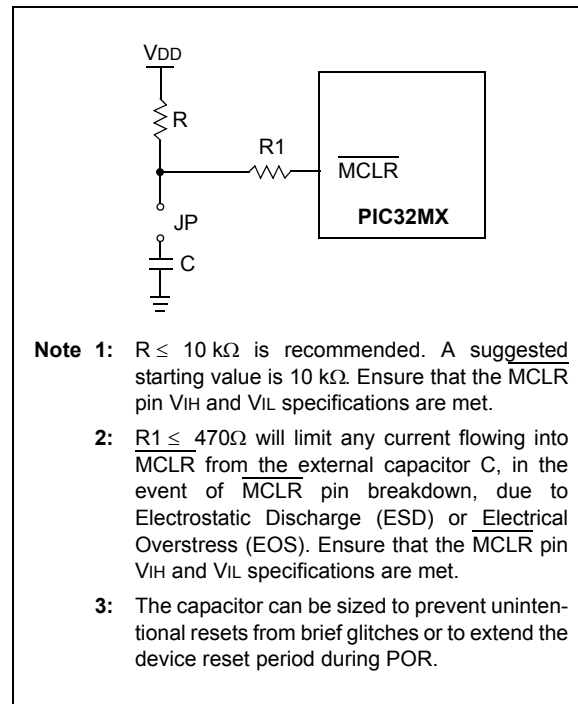 VDD
R
R1
MCLR
JP
PIC32MX
C
Note 1: R ≤ 10 kΩ is recommended. A suggested
starting value is 10 kΩ. Ensure that the MCLR
pin VIH and VIL specifications are met.
2: R1 ≤ 470Ω will limit any current flowing into
MCLR from the external capacitor C, in the
event of MCLR pin breakdown, due to
Electrostatic Discharge (ESD) or Electrical
Overstress (EOS). Ensure that the MCLR pin
VIH and VIL specifications are met.
3: The capacitor can be sized to prevent uninten-
tional resets from brief glitches or to extend the
device reset period during POR.